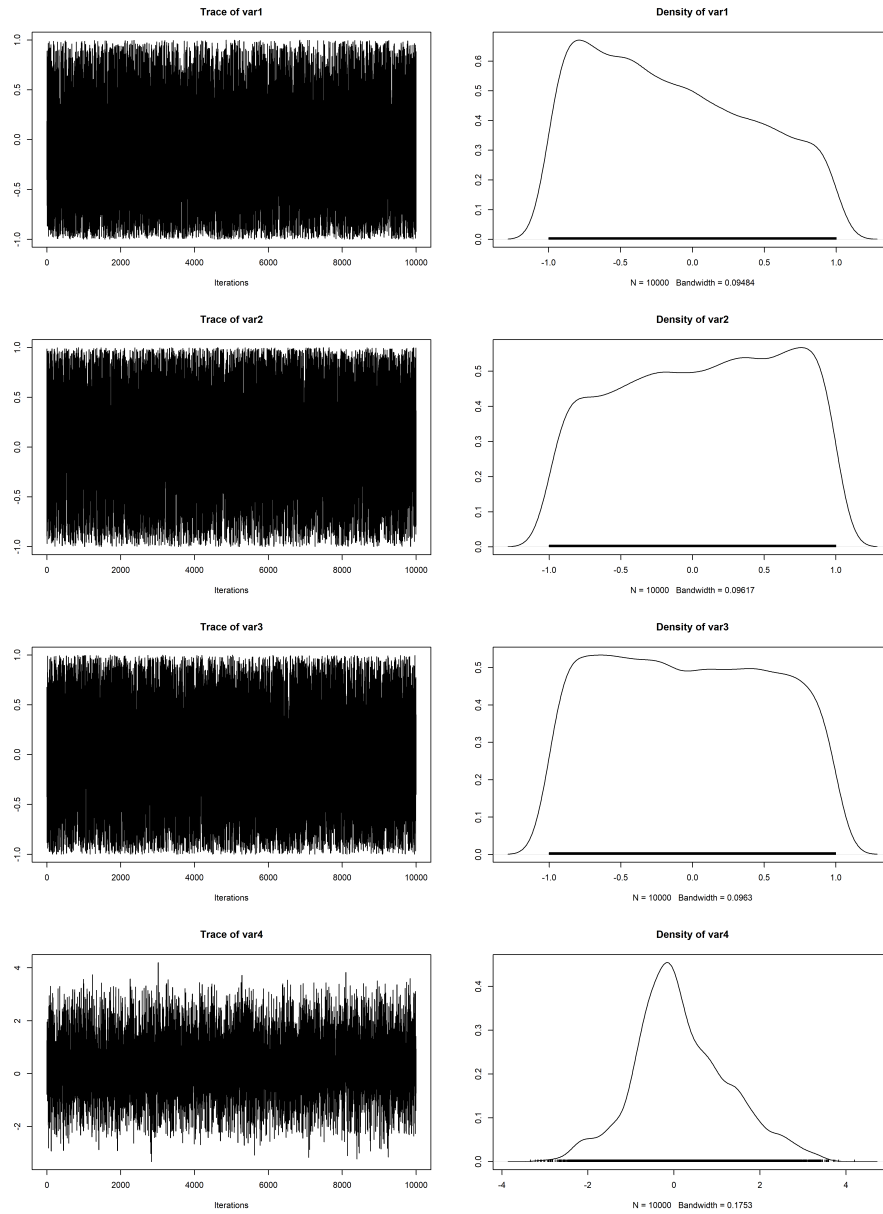 Trace of var1
1.0
0.5
0.0
-0.5
-1.0
0 2000 4000 6000 8000 10000
Iterations
Density of var1
0.6
0.5
0.4
0.3
0.2
0.1
0.0
-1.0 -0.5 0.0 0.5 1.0
N = 10000 Bandwidth = 0.09484
Trace of var2
1.0
0.5
0.0
-0.5
-1.0
0 2000 4000 6000 8000 10000
Iterations
Density of var2
0.5
0.4
0.3
0.2
0.1
0.0
-1.0 -0.5 0.0 0.5 1.0
N = 10000 Bandwidth = 0.09617
Trace of var3
1.0
0.5
0.0
-0.5
-1.0
0 2000 4000 6000 8000 10000
Iterations
Density of var3
0.5
0.4
0.3
0.2
0.1
0.0
-1.0 -0.5 0.0 0.5 1.0
N = 10000 Bandwidth = 0.0963
Trace of var4
4
2
0
-2
0 2000 4000 6000 8000 10000
Iterations
Density of var4
0.4
0.3
0.2
0.1
0.0
-4 -2 0 2 4
N = 10000 Bandwidth = 0.1753